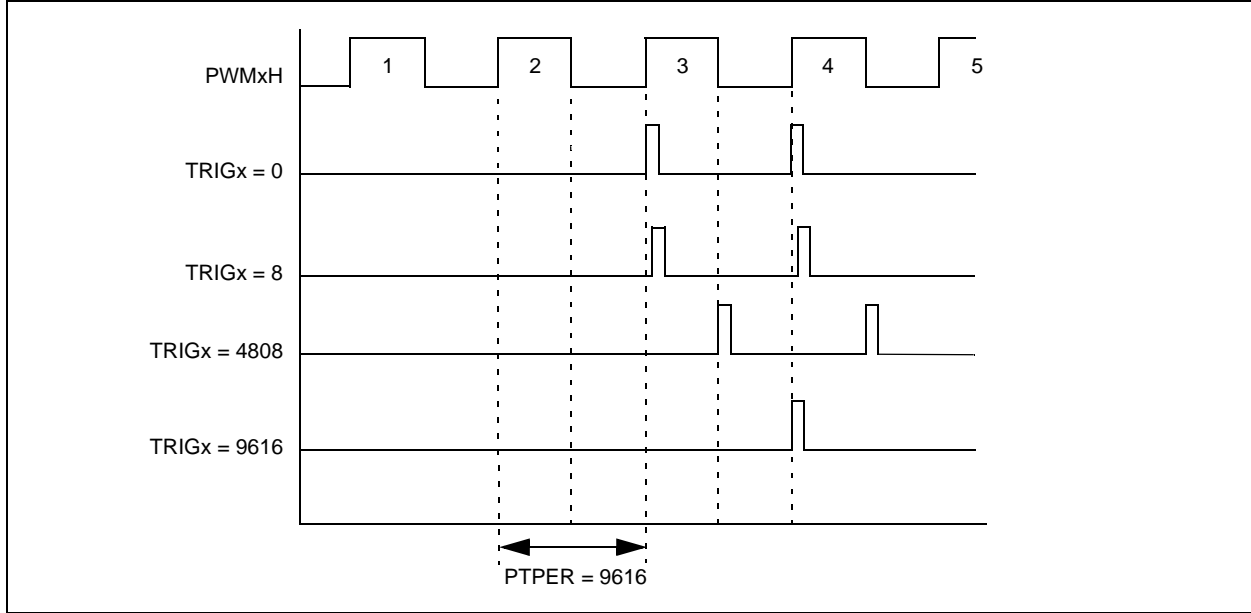 PWMxH
1
2
3
4
5
TRIGx = 0
TRIGx = 8
TRIGx = 4808
TRIGx = 9616
PTPER = 9616